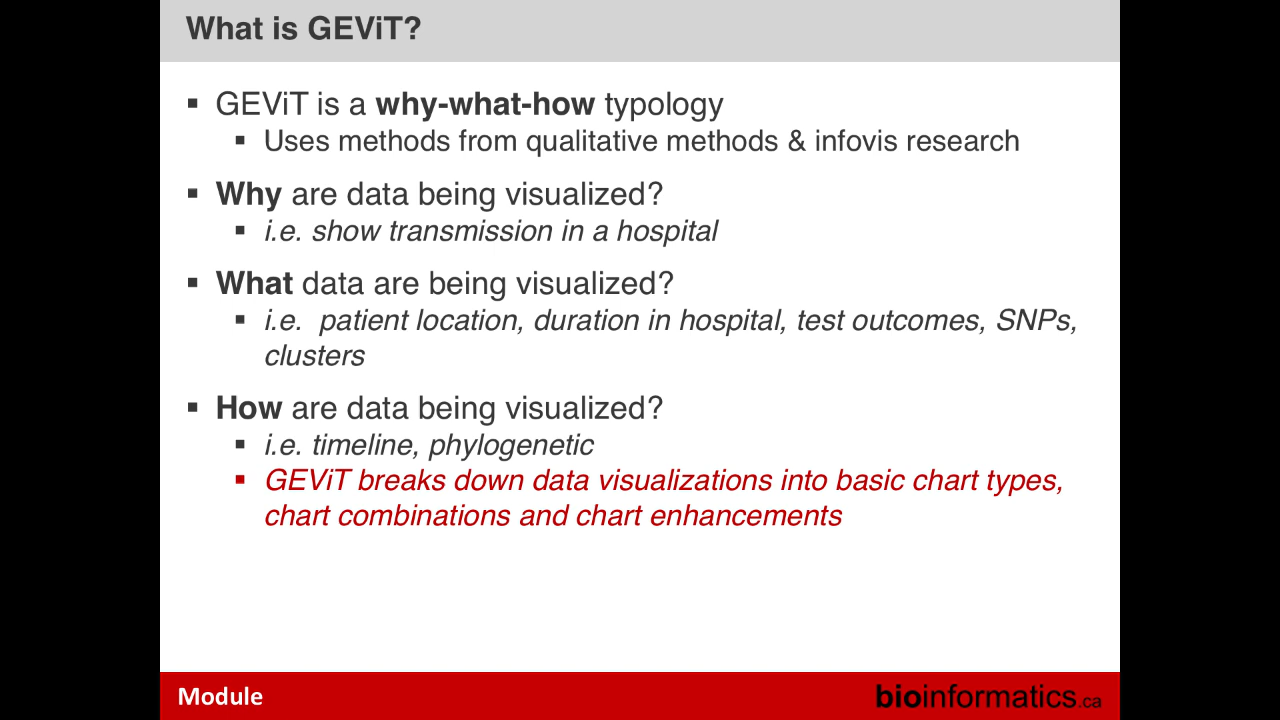 What is GEViT?
▪ GEViT is a why-what-how typology
▪ Uses methods from qualitative methods & infovis research
▪ Why are data being visualized?
▪ i.e. show transmission in a hospital
▪ What data are being visualized?
▪ i.e.  patient location, duration in hospital, test outcomes, SNPs,
clusters
▪ How are data being visualized?
▪ i.e. timeline, phylogenetic
▪ GEViT breaks down data visualizations into basic chart types,
chart combinations and chart enhancements
Module
bioinformatics.ca